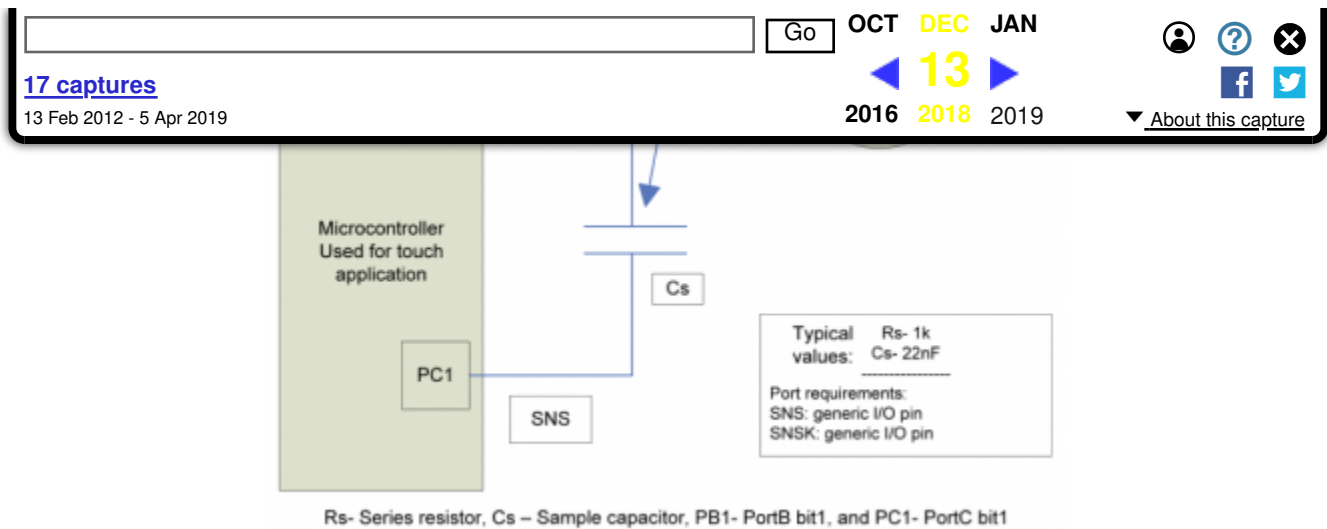 Go
OCT DEC JAN
13
17 captures
13 Feb 2012 - 5 Apr 2019
2016 2018 2019
About this capture
Microcontroller
Used for touch
application
Cs
PC1
SNS
Typical values:
Rs- 1k
Cs- 22nF
----------------
Port requirements:
SNS: generic I/O pin
SNSK: generic I/O pin
Rs- Series resistor, Cs – Sample capacitor, PB1- PortB bit1, and PC1- PortC bit1